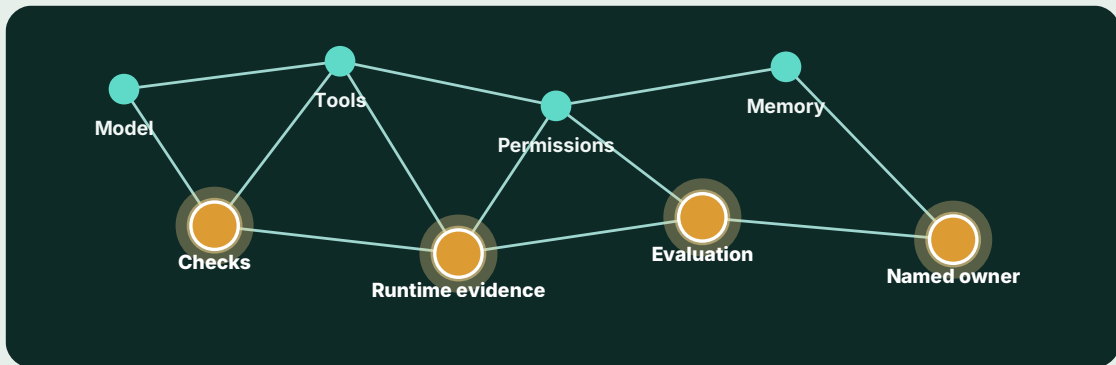 Model
Tools
Permissions
Memory
Checks
Runtime evidence
Evaluation
Named owner